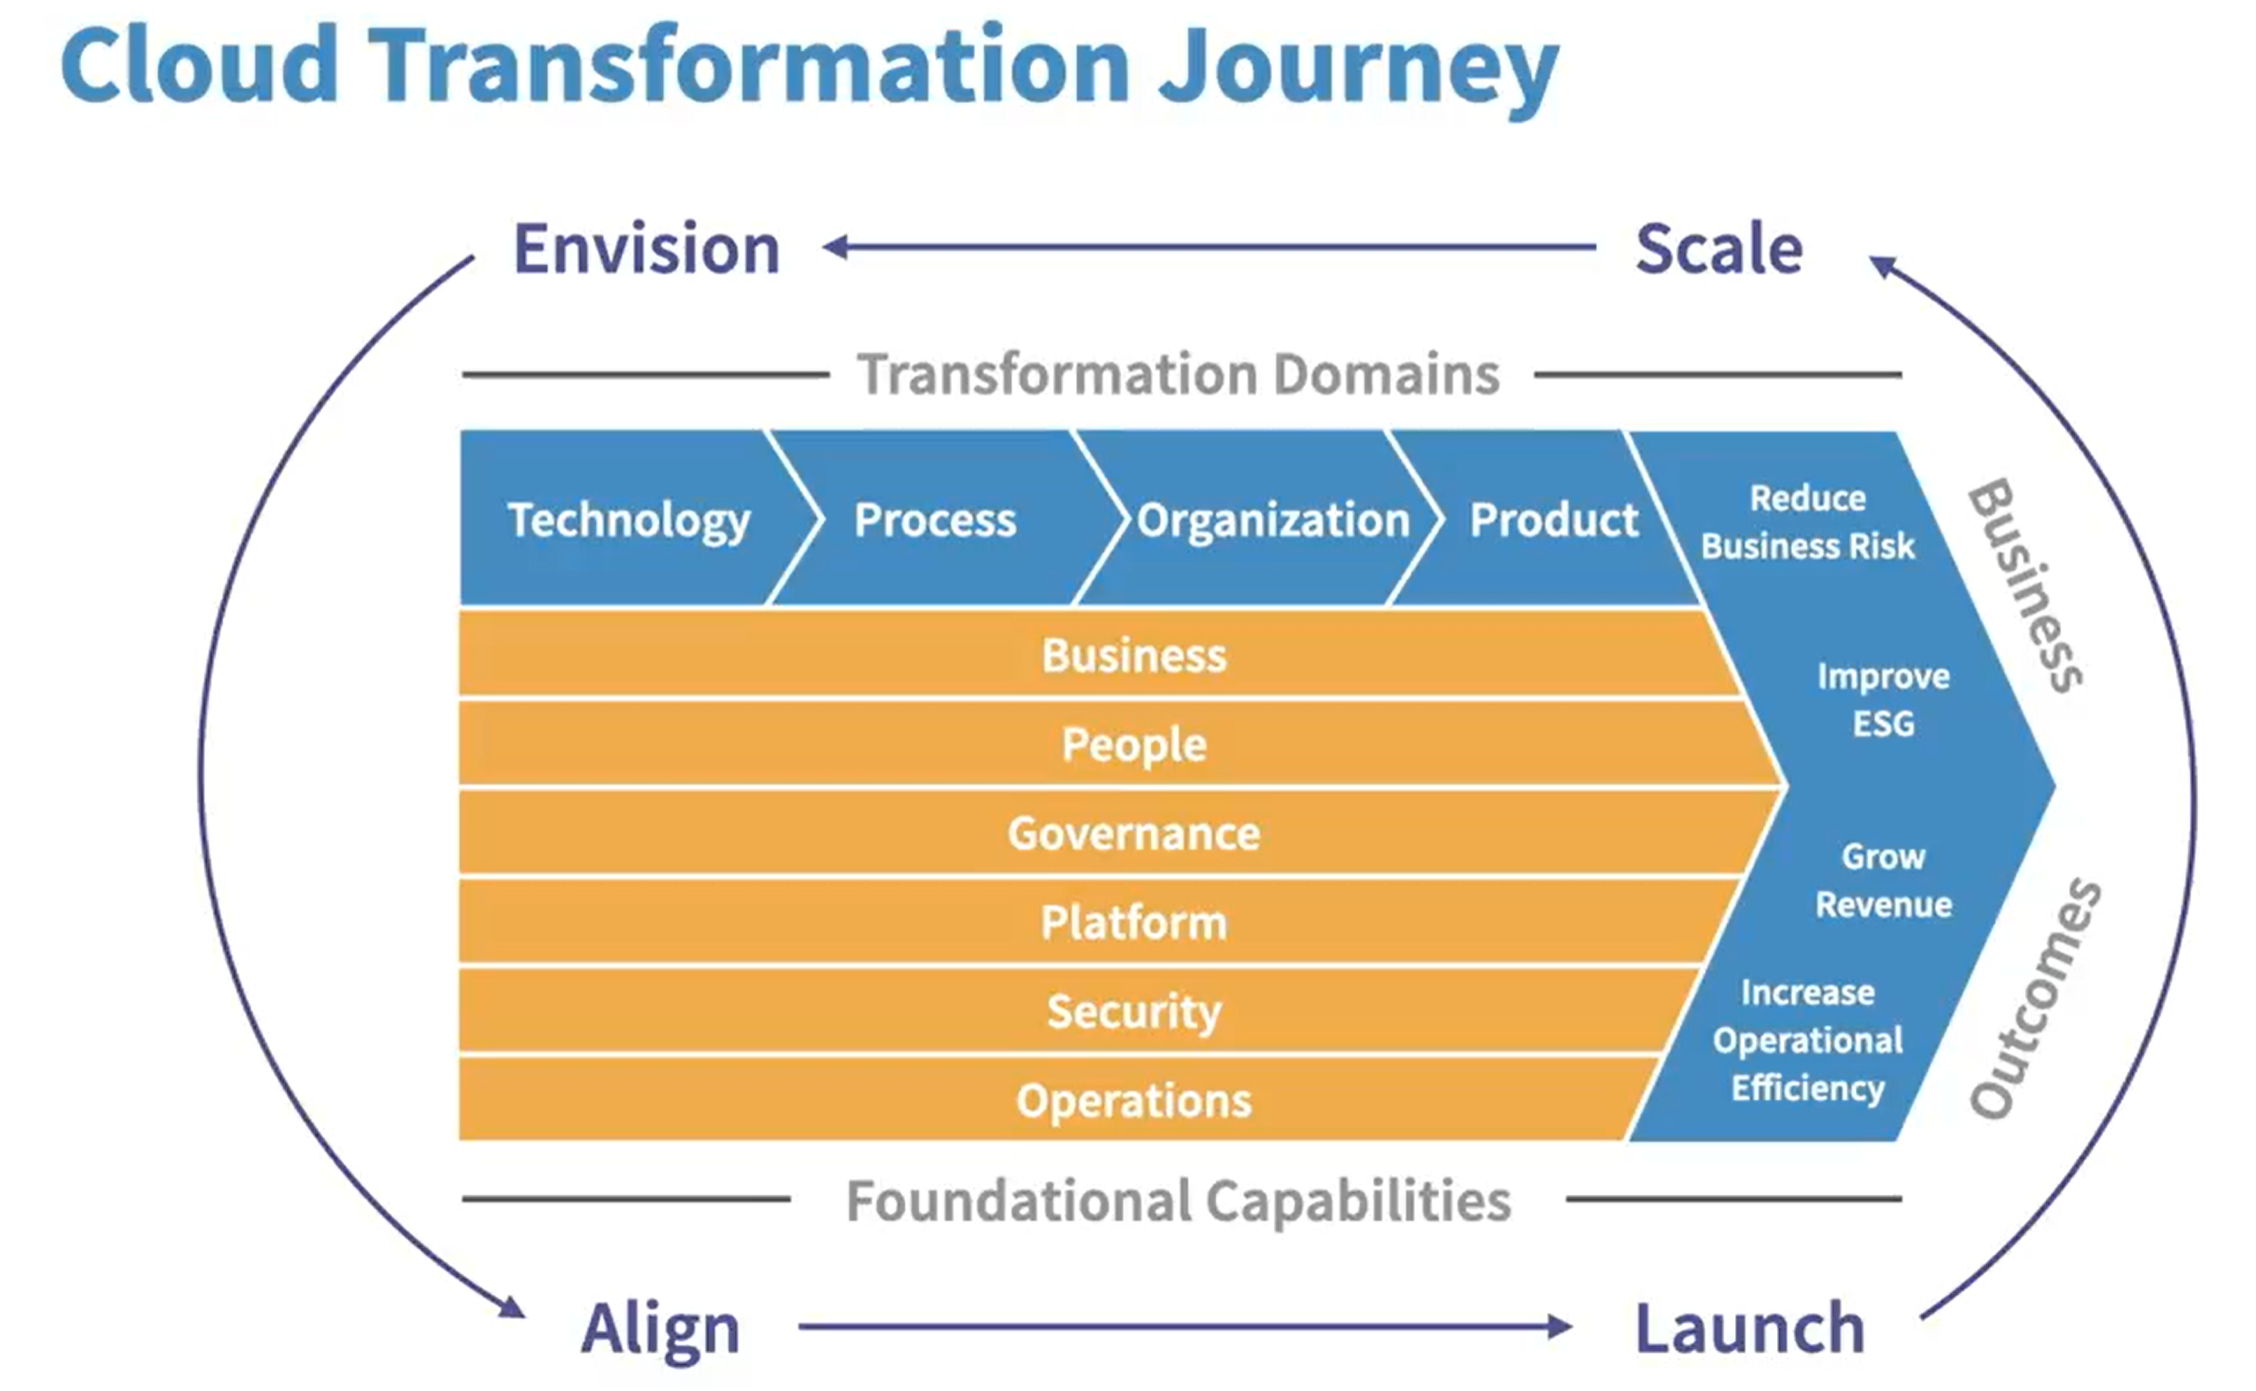 Cloud Transformation Journey
Envision
Scale
Transformation Domains
Technology
Process
Organization
Product
Reduce
Business Risk
Improve
ESG
Grow
Revenue
Increase
Operational
Efficiency
Business
Outcomes
Business
People
Governance
Platform
Security
Operations
Foundational Capabilities
Align
Launch